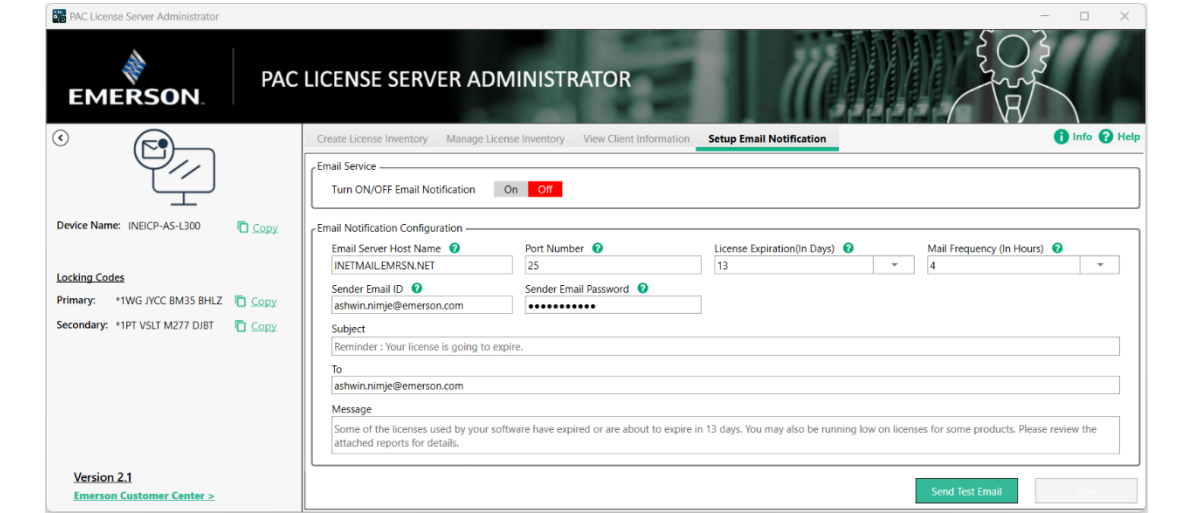 PAC License Server Administrator
EMERSON
PAC LICENSE SERVER ADMINISTRATOR
Create License Inventory Manage License Inventory View Client Information Setup Email Notification Info Help
Email Service
Turn ON/OFF Email Notification On Off
Device Name: INEICP-AS-L300 Copy
Locking Codes
Primary: *1WG JYCC BM35 BHLZ Copy
Secondary: *1PT VSLT M277 DJBT Copy
Version 2.1
Emerson Customer Center >
Email Notification Configuration
Email Server Host Name Port Number License Expiration(In Days) Mail Frequency (In Hours)
INETMAIL.EMRSN.NET 25 13 4
Sender Email ID Sender Email Password
ashwin.nimje@emerson.com •••••••••••
Subject
Reminder : Your license is going to expire.
To
ashwin.nimje@emerson.com
Message
Some of the licenses used by your software have expired or are about to expire in 13 days. You may also be running low on licenses for some products. Please review the
attached reports for details.
Send Test Email